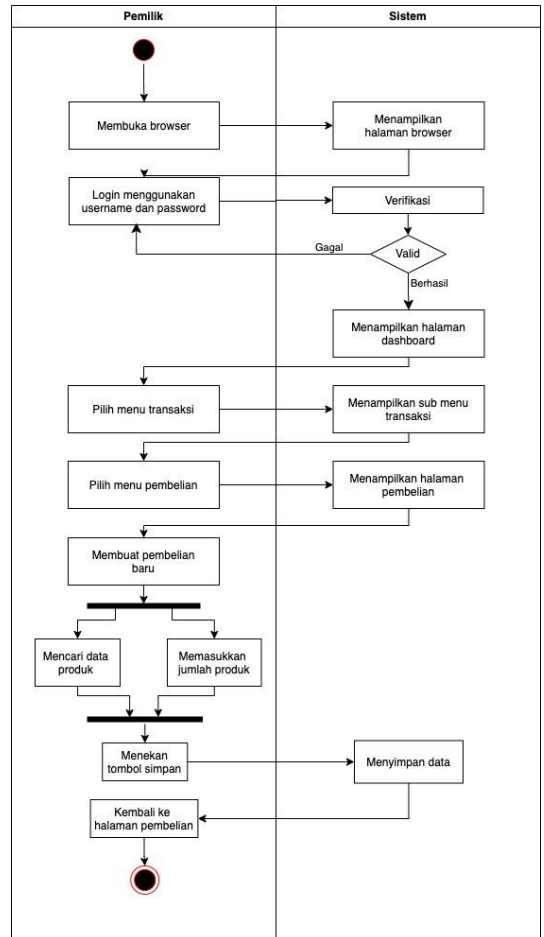 Pemilik
Sistem
Membuka browser
Menampilkan
halaman browser
Login menggunakan
username dan password
Verifikasi
Gagal
Valid
Berhasil
Menampilkan halaman
dashboard
Pilih menu transaksi
Menampilkan sub menu
transaksi
Pilih menu pembelian
Menampilkan halaman
pembelian
Membuat pembelian
baru
Mencari data
produk
Memasukkan
jumlah produk
Menekan
tombol simpan
Menyimpan data
Kembali ke
halaman pembelian